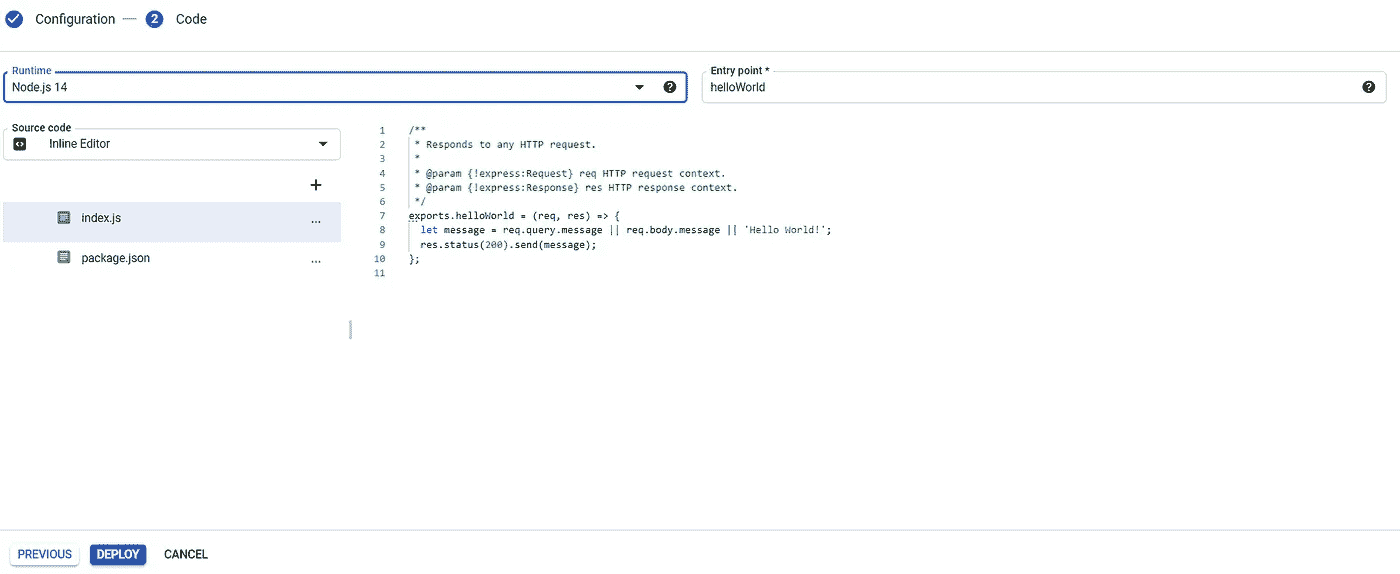 Configuration
2 Code
Runtime
Node.js 14
Entry point *
helloWorld
Source code
Inline Editor
+
index.js ...
package.json ...
1 /**
2  * Responds to any HTTP request.
3  *
4  * @param {!express:Request} req HTTP request context.
5  * @param {!express:Response} res HTTP response context.
6  */
7 exports.helloWorld = (req, res) => {
8   let message = req.query.message || req.body.message || 'Hello World!';
9   res.status(200).send(message);
10 };
11
PREVIOUS DEPLOY CANCEL